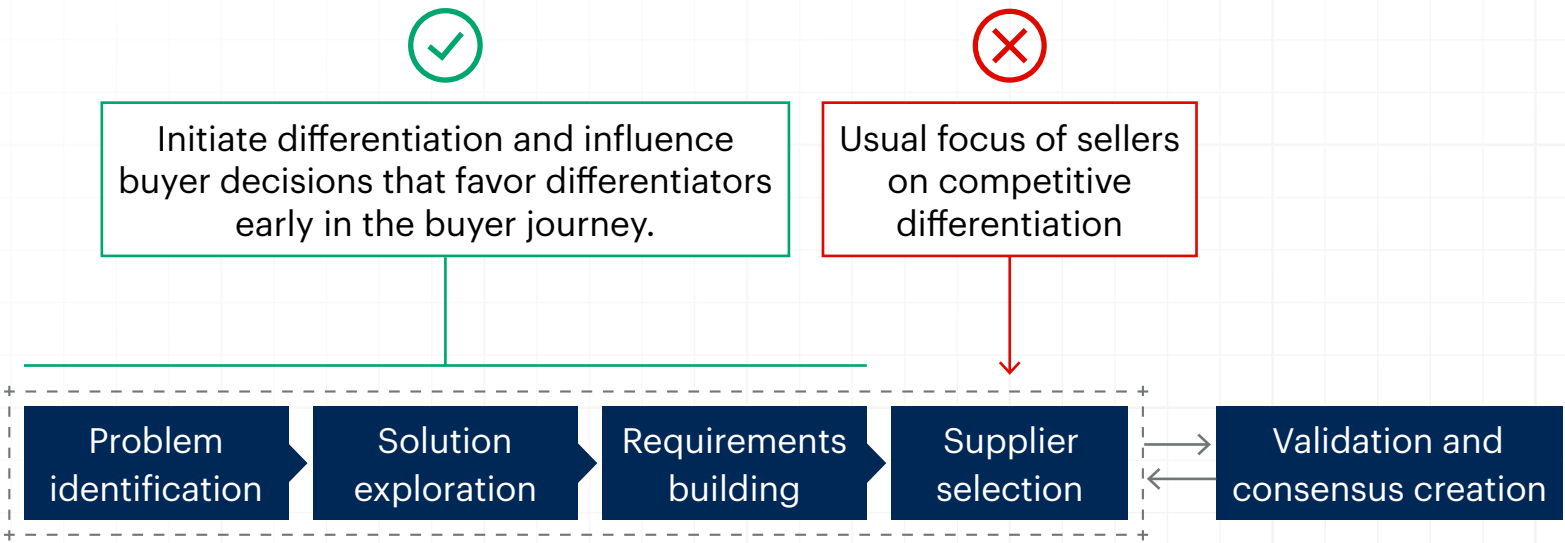 Initiate differentiation and influence
buyer decisions that favor differentiators
early in the buyer journey.
Usual focus of sellers
on competitive
differentiation
Problem
identification
Solution
exploration
Requirements
building
Supplier
selection
Validation and
consensus creation